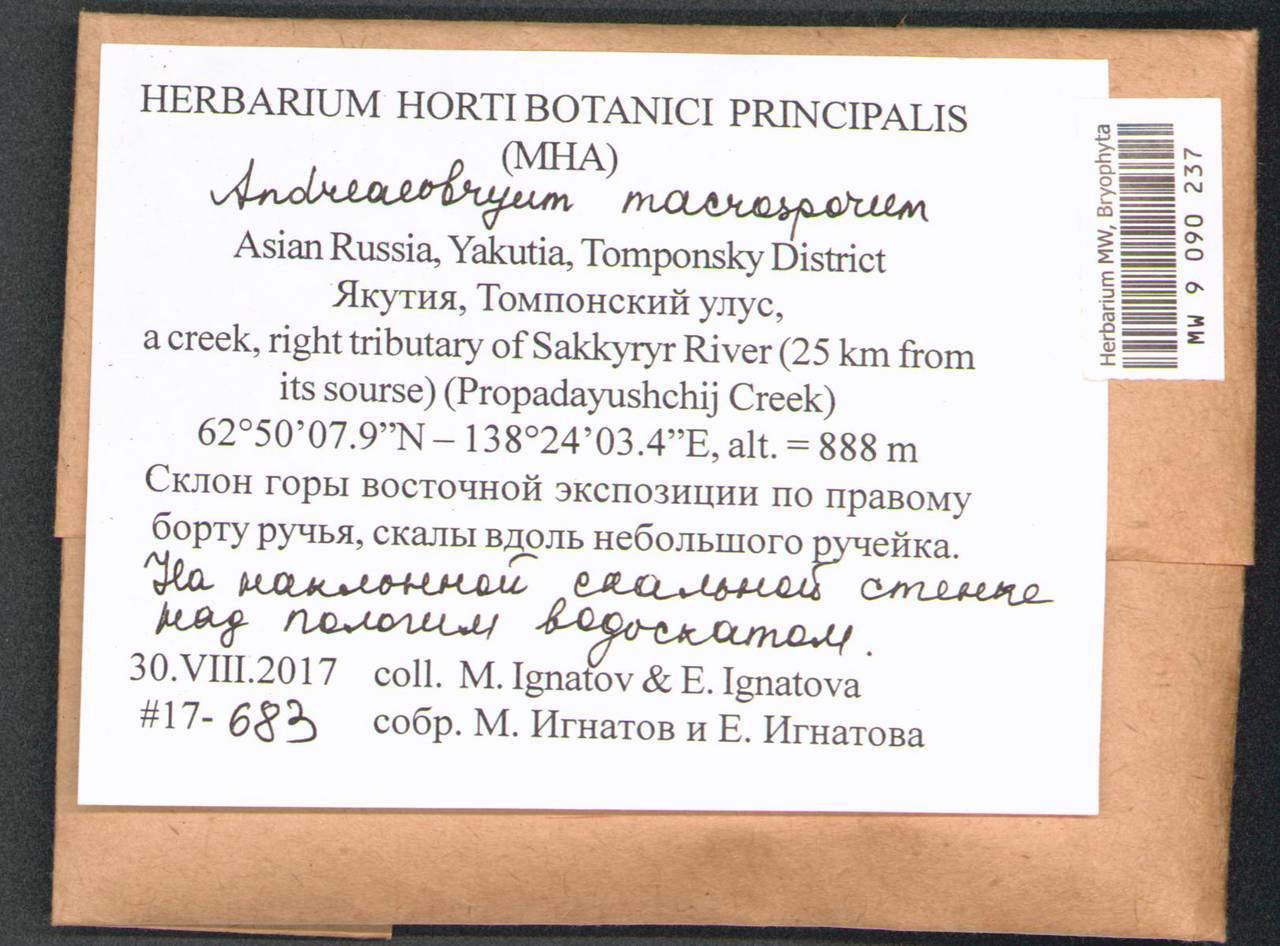 HERBARIUM HORTI BOTANICI PRINCIPALIS
(MHA)
Andreaeobryum macrosporum
Asian Russia, Yakutia, Tomponsky District
Якутия, Томпонский улус,
a creek, right tributary of Sakkyryr River (25 km from
its sourse) (Propadayushchij Creek)
62°50’07.9”N – 138°24’03.4”E, alt. = 888 m
Склон горы восточной экспозиции по правому
борту ручья, скалы вдоль небольшого ручейка.
На наклонной скальной стенке
над пологим водоскатом.
30.VIII.2017 coll. M. Ignatov & E. Ignatova
#17-683 собр. М. Игнатов и Е. Игнатова
Herbarium MW, Bryophyta
MW 9 090 237